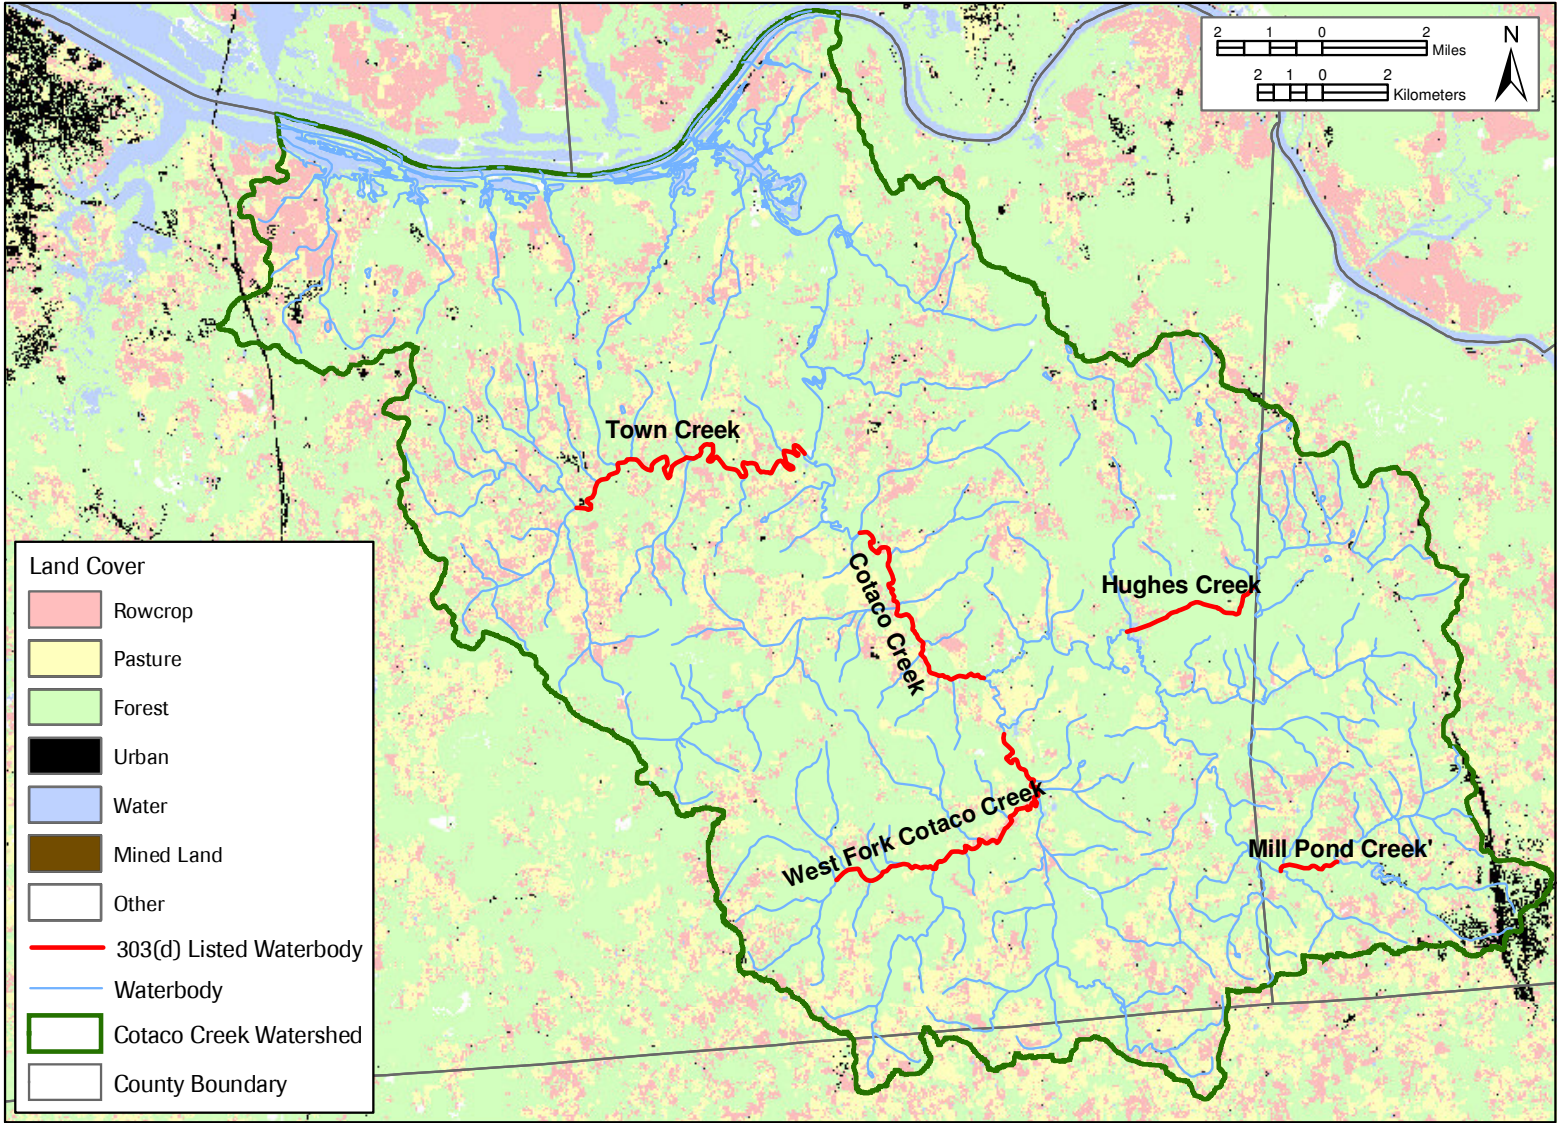 2 1 0 2
Miles
2 1 0 2
Kilometers
N
Town Creek
Cotaco Creek
Hughes Creek
West Fork Cotaco Creek
Mill Pond Creek'
Land Cover
Rowcrop
Pasture
Forest
Urban
Water
Mined Land
Other
303(d) Listed Waterbody
Waterbody
Cotaco Creek Watershed
County Boundary